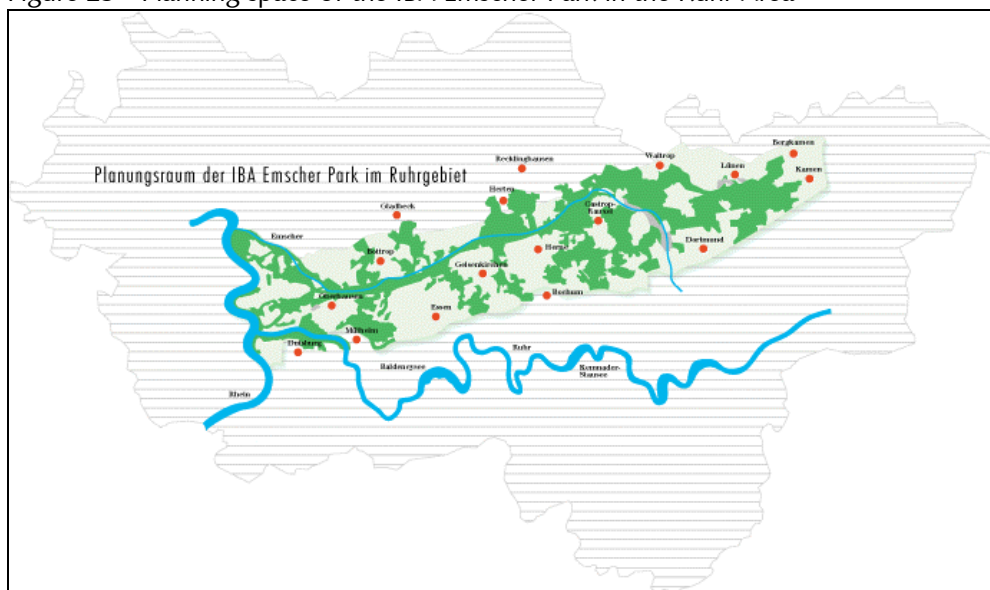 Planning space of the IBA Emscher Park in the Ruhr Area
Bergkamen
Waltrop
Recklinghausen
Lünen
Kamen
Planungsraum der IBA Emscher Park im Ruhrgebiet
Herten
Gladbeck
Castrop-
Rauxel
Emscher
Dortmund
Bottrop
Herne
Gelsenkirchen
Oberhausen
Bochum
Essen
Mülheim
Duisburg
Ruhr
Baldeneysee
Kemnader-
Stausee
Rhein